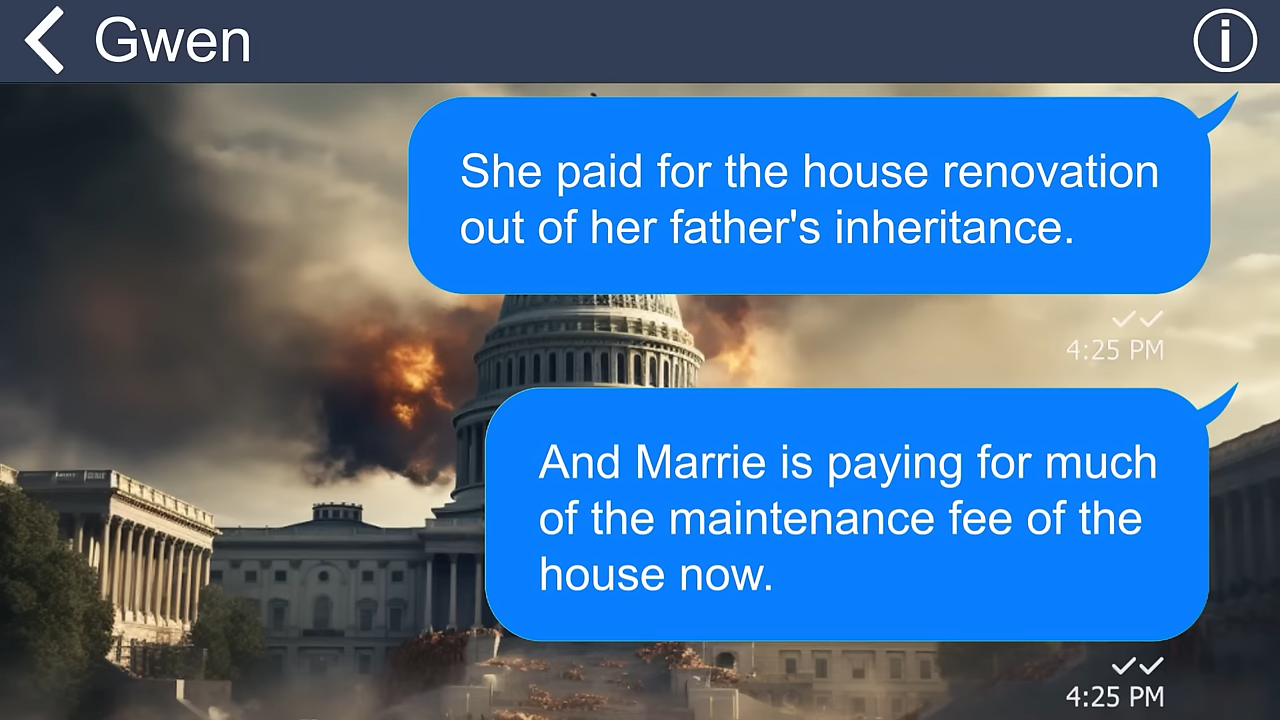 Gwen
She paid for the house renovation
out of her father's inheritance.
4:25 PM
And Marrie is paying for much
of the maintenance fee of the
house now.
4:25 PM